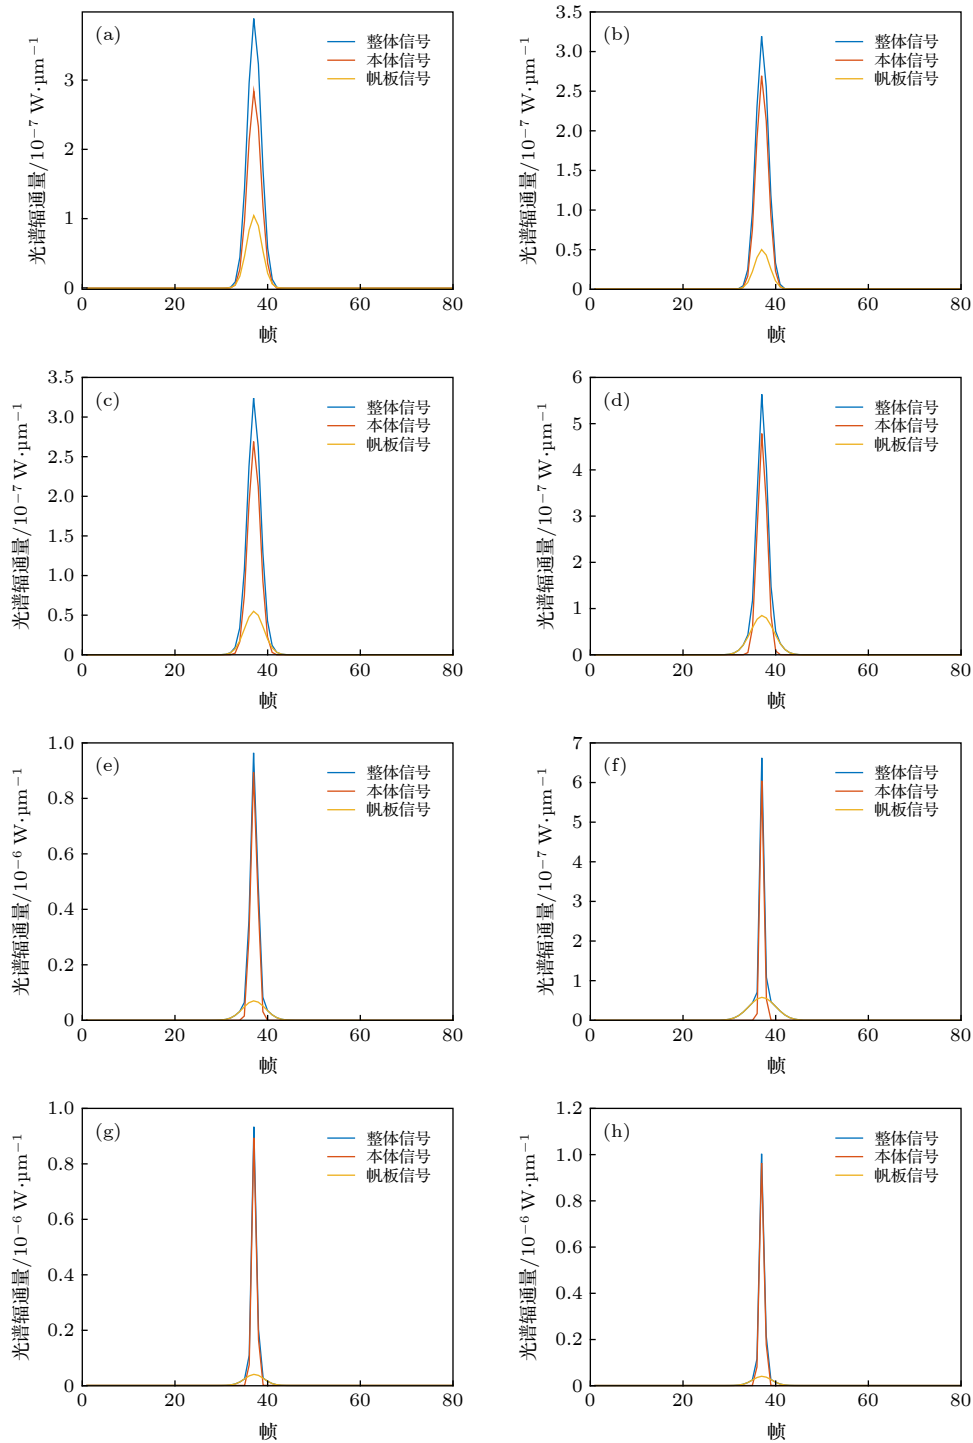 (a)
整体信号
本体信号
帆板信号
3
2
1
0
0 20 40 60 80
光谱辐通量/10⁻⁷ W·µm⁻¹
帧
(b)
整体信号
本体信号
帆板信号
3.5
3.0
2.5
2.0
1.5
1.0
0.5
0
0 20 40 60 80
光谱辐通量/10⁻⁷ W·µm⁻¹
帧
(c)
整体信号
本体信号
帆板信号
3.5
3.0
2.5
2.0
1.5
1.0
0.5
0
0 20 40 60 80
光谱辐通量/10⁻⁷ W·µm⁻¹
帧
(d)
整体信号
本体信号
帆板信号
6
5
4
3
2
1
0
0 20 40 60 80
光谱辐通量/10⁻⁷ W·µm⁻¹
帧
(e)
整体信号
本体信号
帆板信号
1.0
0.8
0.6
0.4
0.2
0
0 20 40 60 80
光谱辐通量/10⁻⁶ W·µm⁻¹
帧
(f)
整体信号
本体信号
帆板信号
7
6
5
4
3
2
1
0
0 20 40 60 80
光谱辐通量/10⁻⁷ W·µm⁻¹
帧
(g)
整体信号
本体信号
帆板信号
1.0
0.8
0.6
0.4
0.2
0
0 20 40 60 80
光谱辐通量/10⁻⁶ W·µm⁻¹
帧
(h)
整体信号
本体信号
帆板信号
1.2
1.0
0.8
0.6
0.4
0.2
0
0 20 40 60 80
光谱辐通量/10⁻⁶ W·µm⁻¹
帧